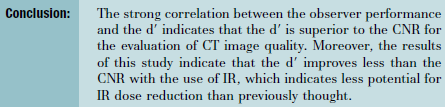 Conclusion: The strong correlation between the observer performance
and the d′ indicates that the d′ is superior to the CNR for
the evaluation of CT image quality. Moreover, the results
of this study indicate that the d′ improves less than the
CNR with the use of IR, which indicates less potential for
IR dose reduction than previously thought.